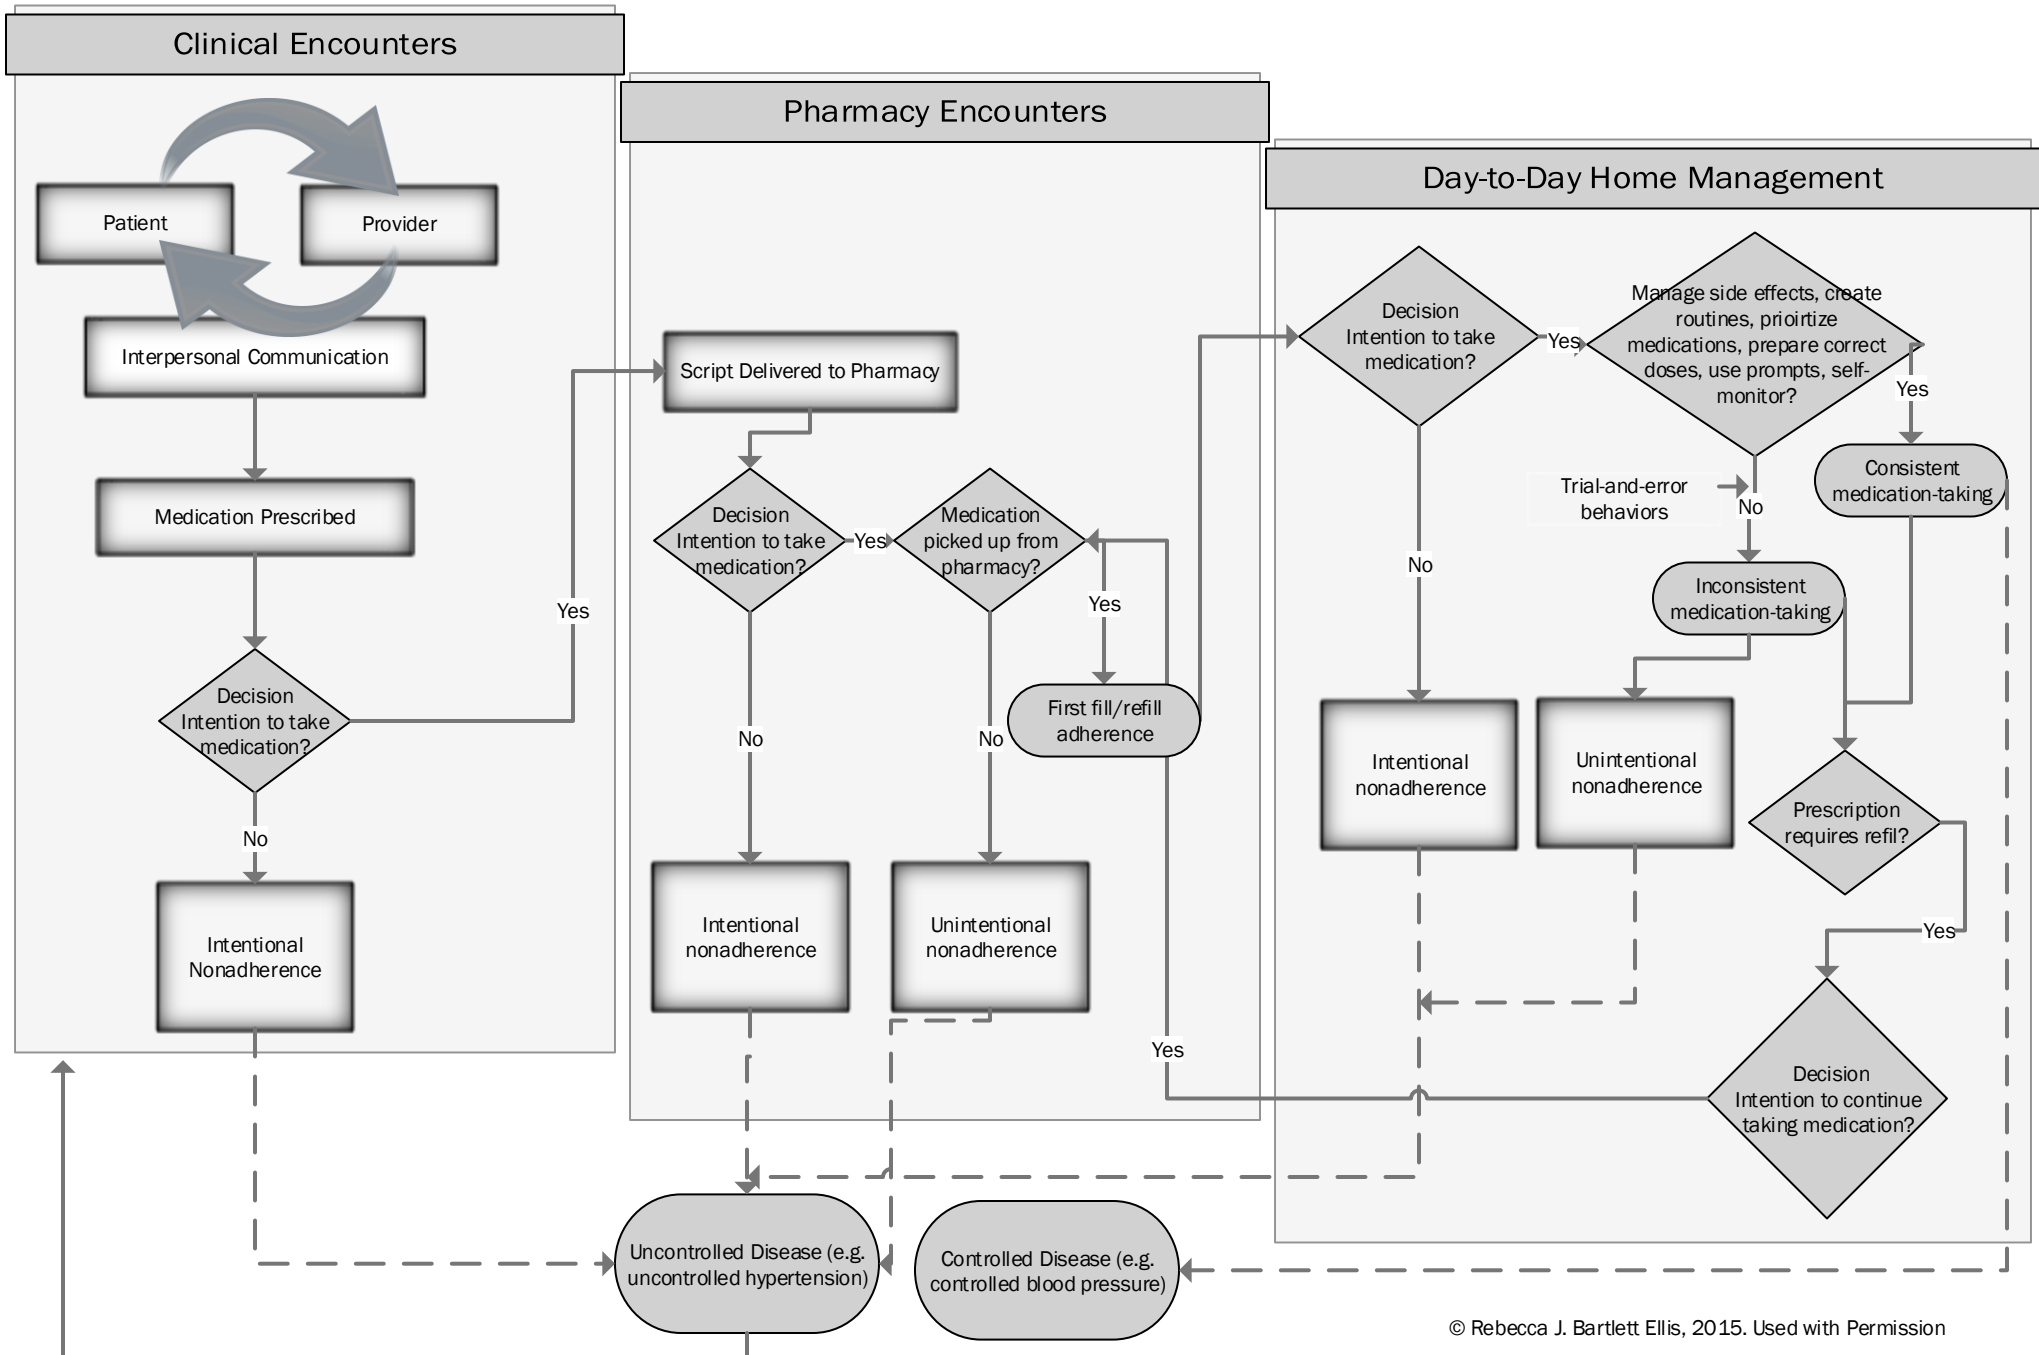 Clinical Encounters
Patient
Provider
Interpersonal Communication
Medication Prescribed
Decision
Intention to take
medication?
Yes
No
Intentional
Nonadherence
Pharmacy Encounters
Script Delivered to Pharmacy
Decision
Intention to take
medication?
Yes
Medication
picked up from
pharmacy?
Yes
No
No
First fill/refill
adherence
Intentional
nonadherence
Unintentional
nonadherence
Yes
Day-to-Day Home Management
Decision
Intention to take
medication?
Yes
Manage side effects, create
routines, prioirtize
medications, prepare correct
doses, use prompts, self-
monitor?
Yes
Consistent
medication-taking
Trial-and-error
behaviors
No
No
Inconsistent
medication-taking
Intentional
nonadherence
Unintentional
nonadherence
Prescription
requires refil?
Yes
Decision
Intention to continue
taking medication?
Uncontrolled Disease (e.g.
uncontrolled hypertension)
Controlled Disease (e.g.
controlled blood pressure)
© Rebecca J. Bartlett Ellis, 2015. Used with Permission